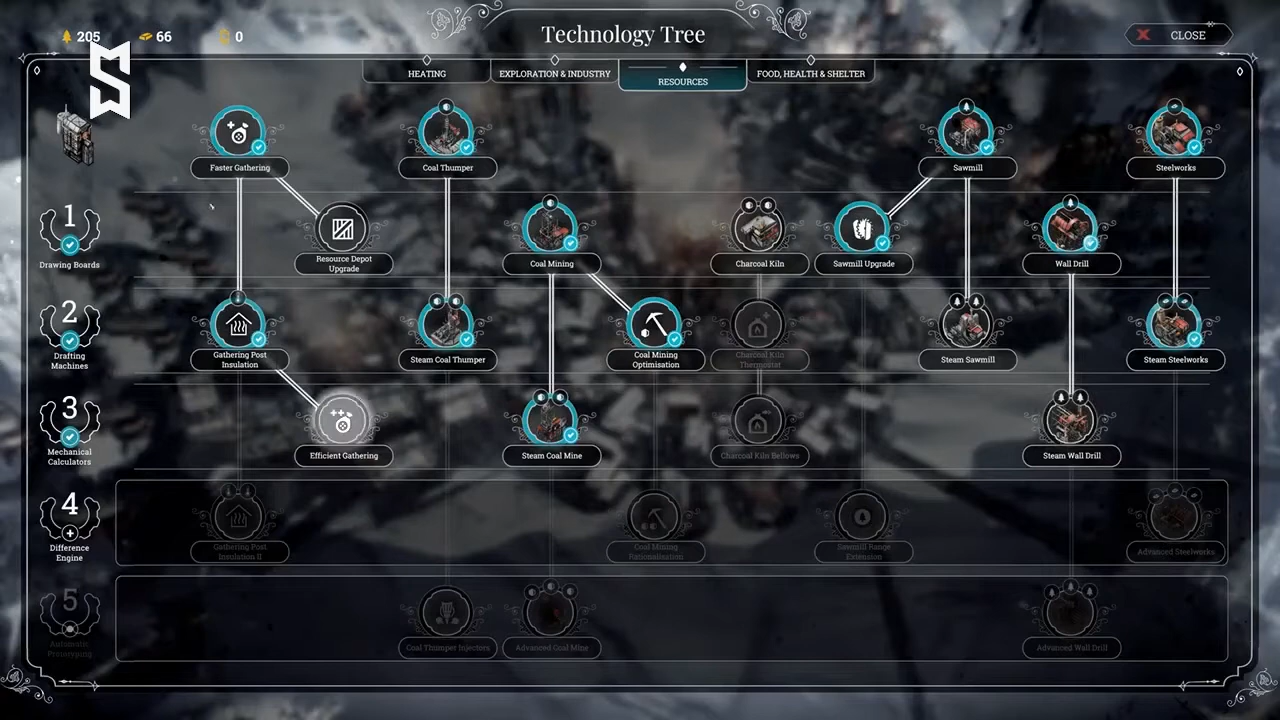 Technology Tree
205
66
0
CLOSE
HEATING
EXPLORATION & INDUSTRY
RESOURCES
FOOD, HEALTH & SHELTER
S
Faster Gathering
Coal Thumper
Sawmill
Steelworks
1
Drawing Boards
Resource Depot
Upgrade
Coal Mining
Charcoal Kiln
Sawmill Upgrade
Wall Drill
2
Drafting
Machines
Gathering Post
Insulation
Steam Coal Thumper
Coal Mining
Optimisation
Charcoal Kiln
Thermostat
Steam Sawmill
Steam Steelworks
3
Mechanical
Calculators
Efficient Gathering
Steam Coal Mine
Charcoal Kiln Bellows
Steam Wall Drill
4
Difference
Engine
Gathering Post
Insulation II
Coal Mining
Rationalisation
Sawmill Range
Extension
Advanced Steelworks
5
Automatic
Prototyping
Coal Thumper Injectors
Advanced Coal Mine
Advanced Wall Drill